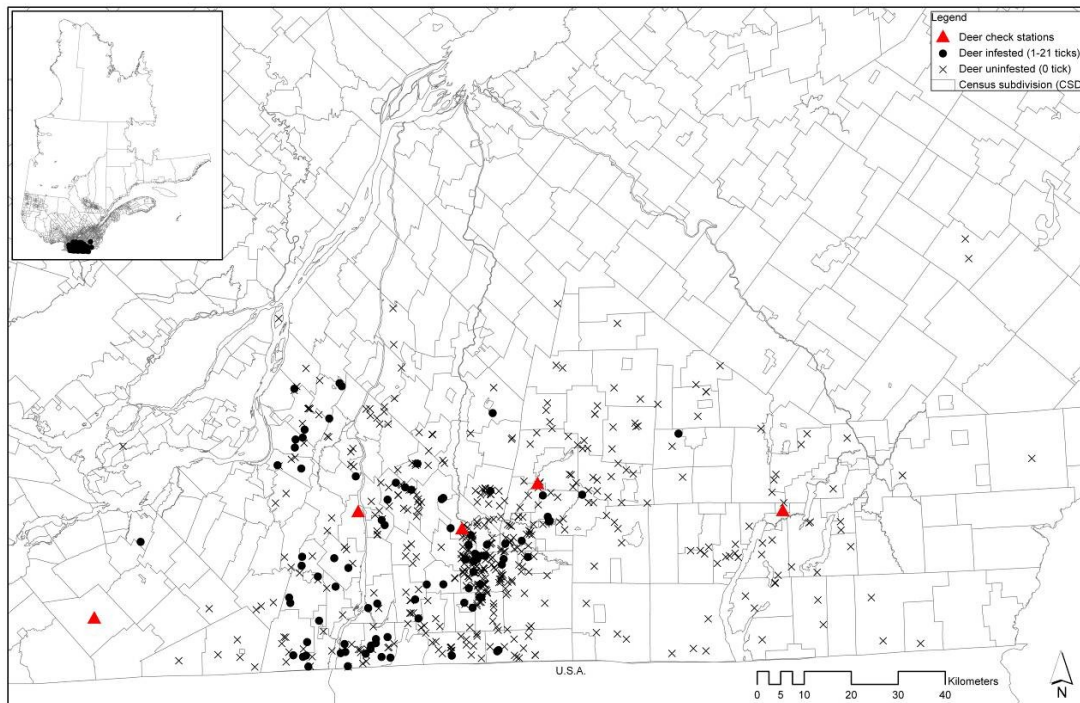 Legend
Deer check stations
Deer infested (1-21 ticks)
Deer uninfested (0 tick)
Census subdivision (CSD
U.S.A.
Kilometers
0 5 10 20 30 40
N